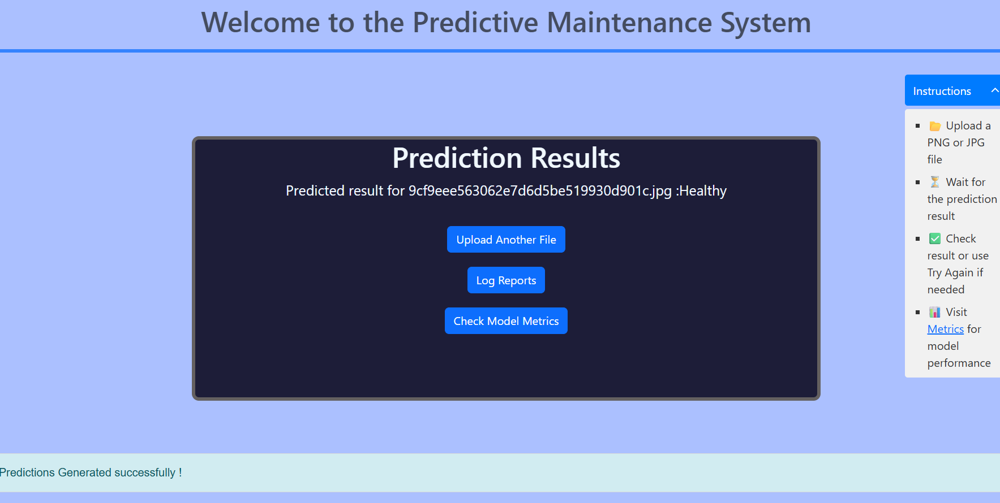 Welcome to the Predictive Maintenance System
Instructions
📂 Upload a
PNG or JPG
file
⏳ Wait for
the prediction
result
✅ Check
result or use
Try Again if
needed
📊 Visit
Metrics for
model
performance
Prediction Results
Predicted result for 9cf9eee563062e7d6d5be519930d901c.jpg :Healthy
Upload Another File
Log Reports
Check Model Metrics
Predictions Generated successfully !